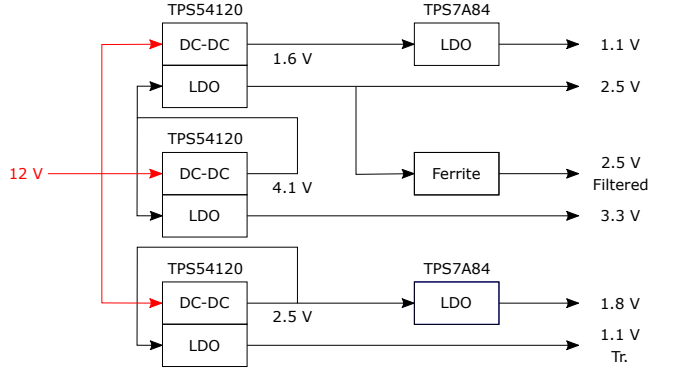 TPS54120
TPS7A84
DC-DC
LDO
1.1 V
1.6 V
LDO
2.5 V
TPS54120
12 V
DC-DC
Ferrite
2.5 V
Filtered
4.1 V
LDO
3.3 V
TPS54120
TPS7A84
DC-DC
LDO
1.8 V
2.5 V
LDO
1.1 V
Tr.